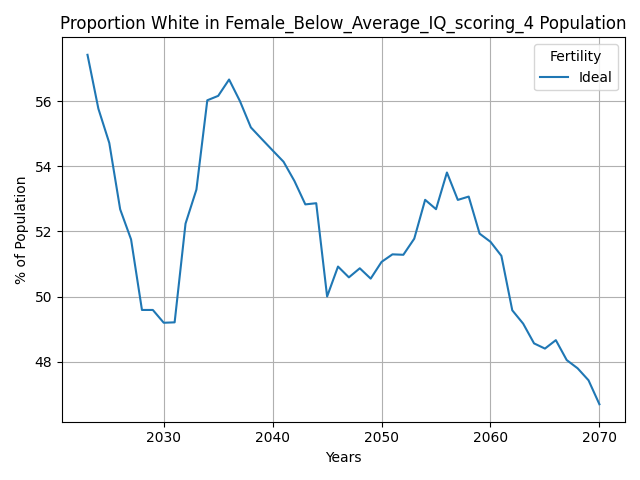 Proportion White in Female_Below_Average_IQ_scoring_4 Population
Fertility
Ideal
56
54
52
50
48
% of Population
2030 2040 2050 2060 2070
Years